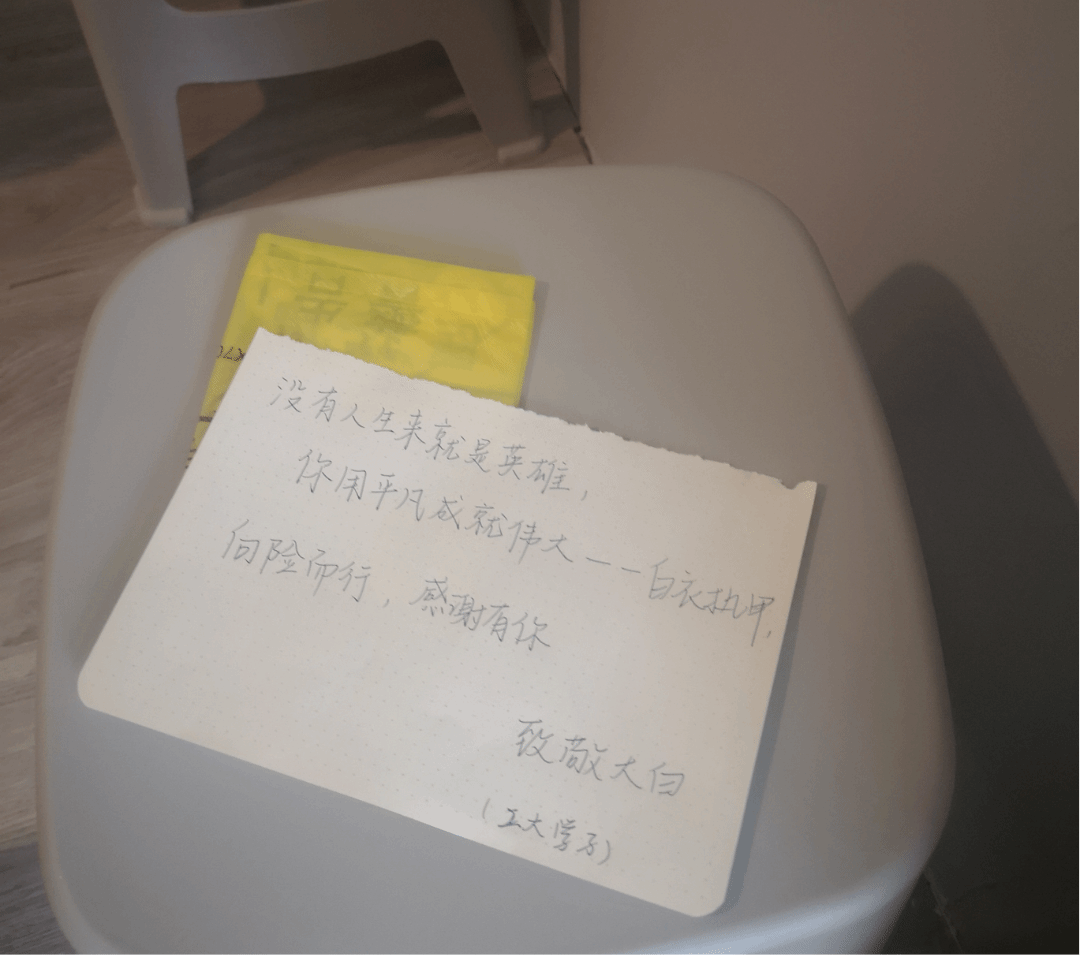 没有人生来就是英雄,
你用平凡成就伟大——白衣执甲,
向险而行,感谢有你
致敬大白
(工大学子)